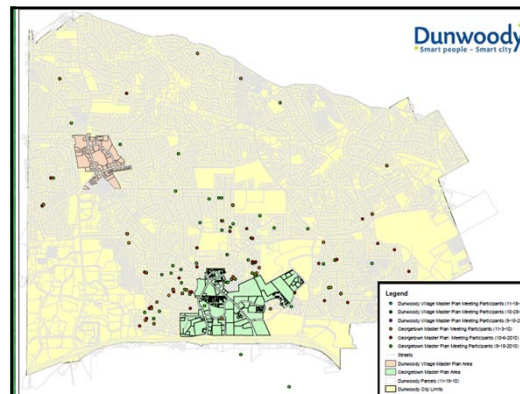 Dunwoody
Smart people - Smart city
Legend
Dunwoody Village Master Plan Meeting Participants (11-18-
Dunwoody Village Master Plan Meeting Participants (10-28-
Dunwoody Village Master Plan Meeting Participants (9-16-2
Georgetown Master Plan Meeting Participants (11-3-10)
Georgetown Master Plan Meeting Participants (10-6-2010)
Georgetown Master Plan Meeting Participants (9-18-2010)
Streets
Dunwoody Village Master Plan Area
Georgetown Master Plan Area
Dunwoody Parcels (11-19-10)
Dunwoody City Limits